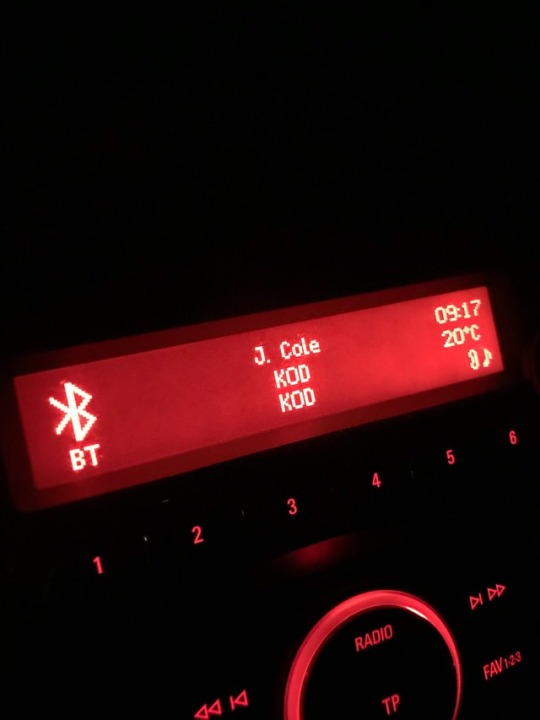 J. Cole
KOD
KOD
09:17
20°C
BT
1 2 3 4 5 6
RADIO
TP
FAV1-2-3